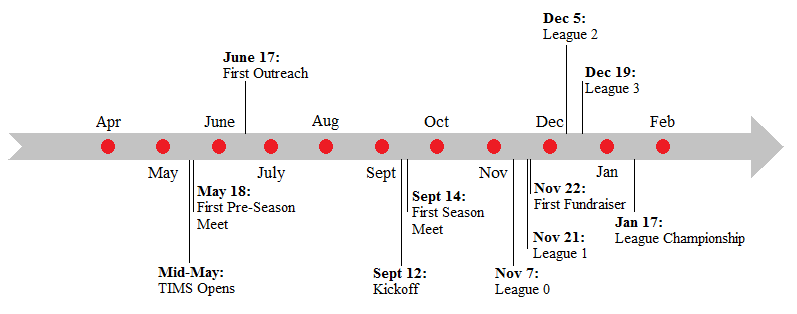 Dec 5:
League 2
June 17:
First Outreach
Dec 19:
League 3
Apr
June
Aug
Oct
Dec
Feb
May
July
Sept
Nov
Jan
May 18:
First Pre-Season
Meet
Sept 14:
First Season
Meet
Nov 22:
First Fundraiser
Jan 17:
League Championship
Nov 21:
League 1
Mid-May:
TIMS Opens
Sept 12:
Kickoff
Nov 7:
League 0